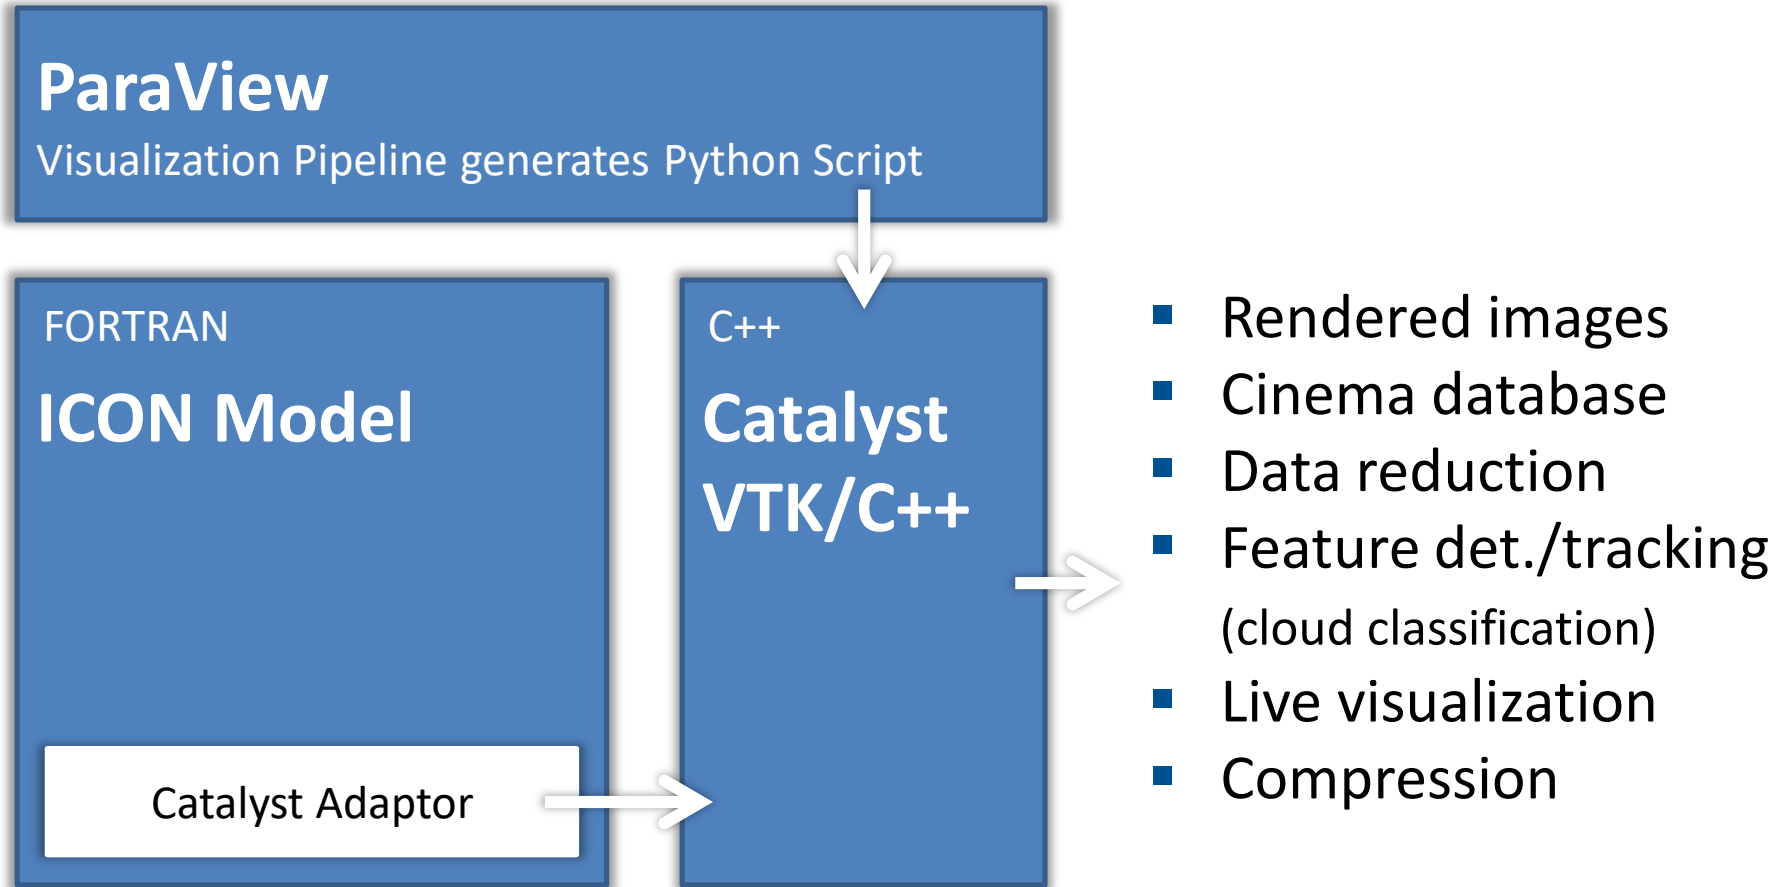 ParaView
Visualization Pipeline generates Python Script
FORTRAN
ICON Model
Catalyst Adaptor
C++
Catalyst
VTK/C++
▪ Rendered images
▪ Cinema database
▪ Data reduction
▪ Feature det./tracking
(cloud classification)
▪ Live visualization
▪ Compression